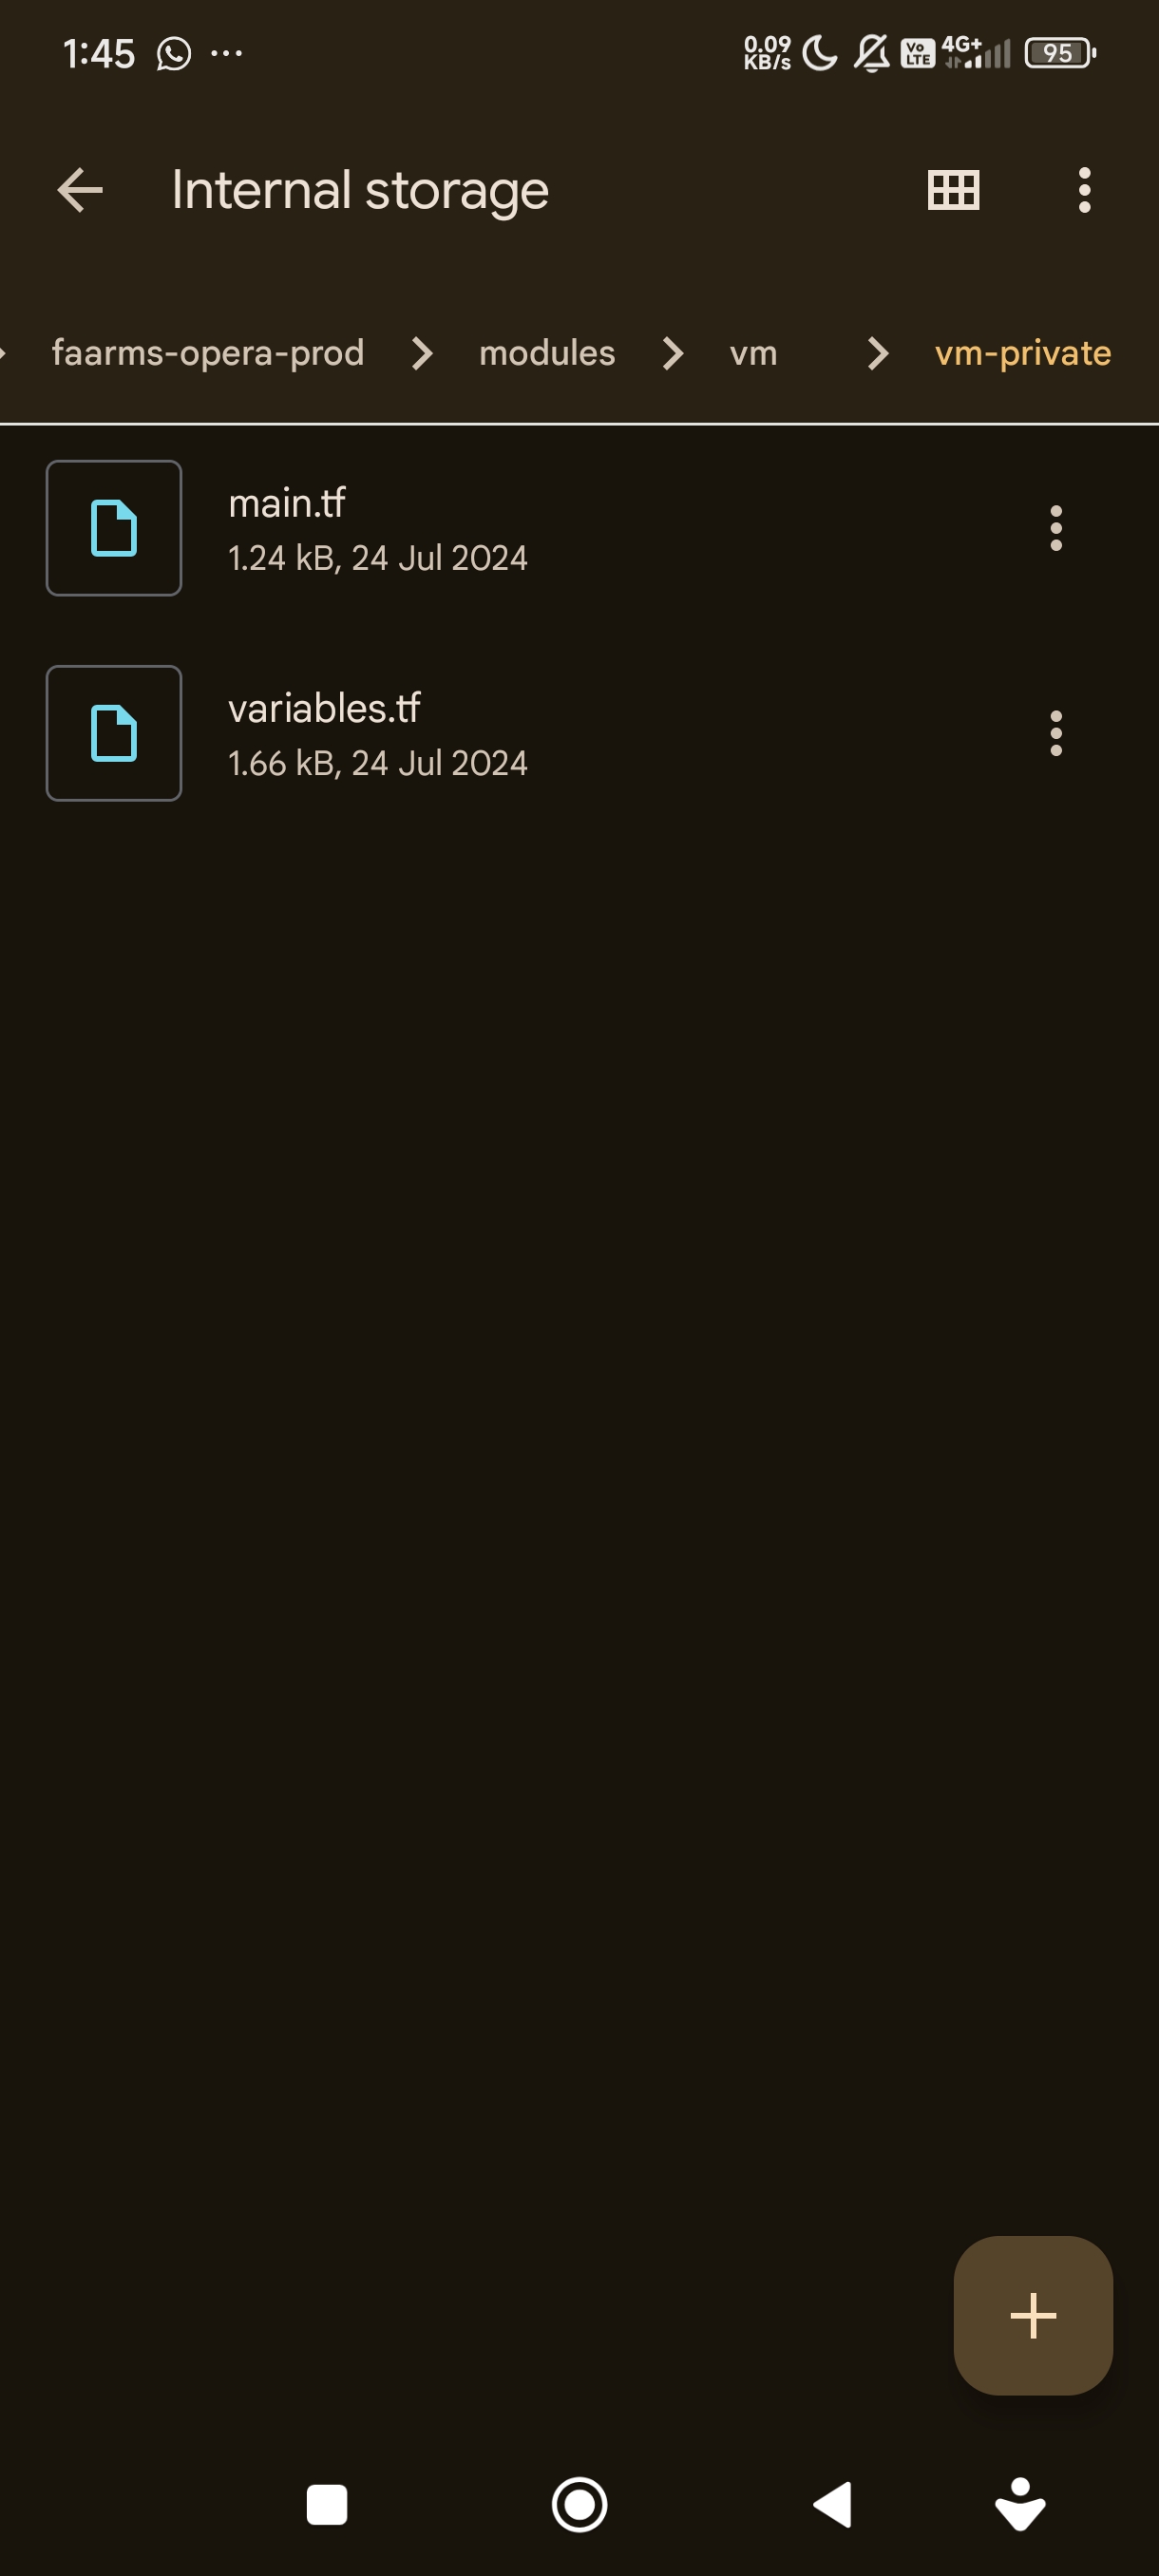 1:45 ... 0.09 KB/s Vo LTE 4G+ 95
Internal storage
faarms-opera-prod modules vm vm-private
main.tf
1.24 kB, 24 Jul 2024
variables.tf
1.66 kB, 24 Jul 2024